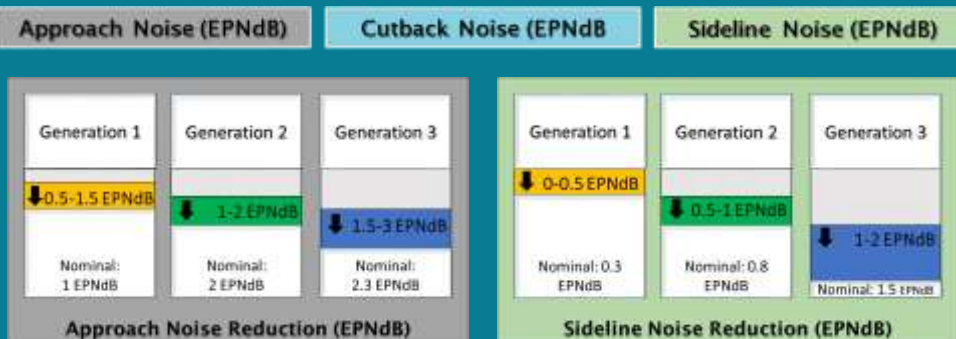 Approach Noise (EPNdB)
Cutback Noise (EPNdB
Sideline Noise (EPNdB)
Generation 1
Generation 2
Generation 3
0.5-1.5 EPNdB
1-2 EPNdB
1.5-3 EPNdB
Nominal:
1 EPNdB
Nominal:
2 EPNdB
Nominal:
2.3 EPNdB
Approach Noise Reduction (EPNdB)
Generation 1
Generation 2
Generation 3
0-0.5 EPNdB
0.5-1 EPNdB
1-2 EPNdB
Nominal: 0.3
EPNdB
Nominal: 0.8
EPNdB
Nominal: 1.5 EPNdB
Sideline Noise Reduction (EPNdB)